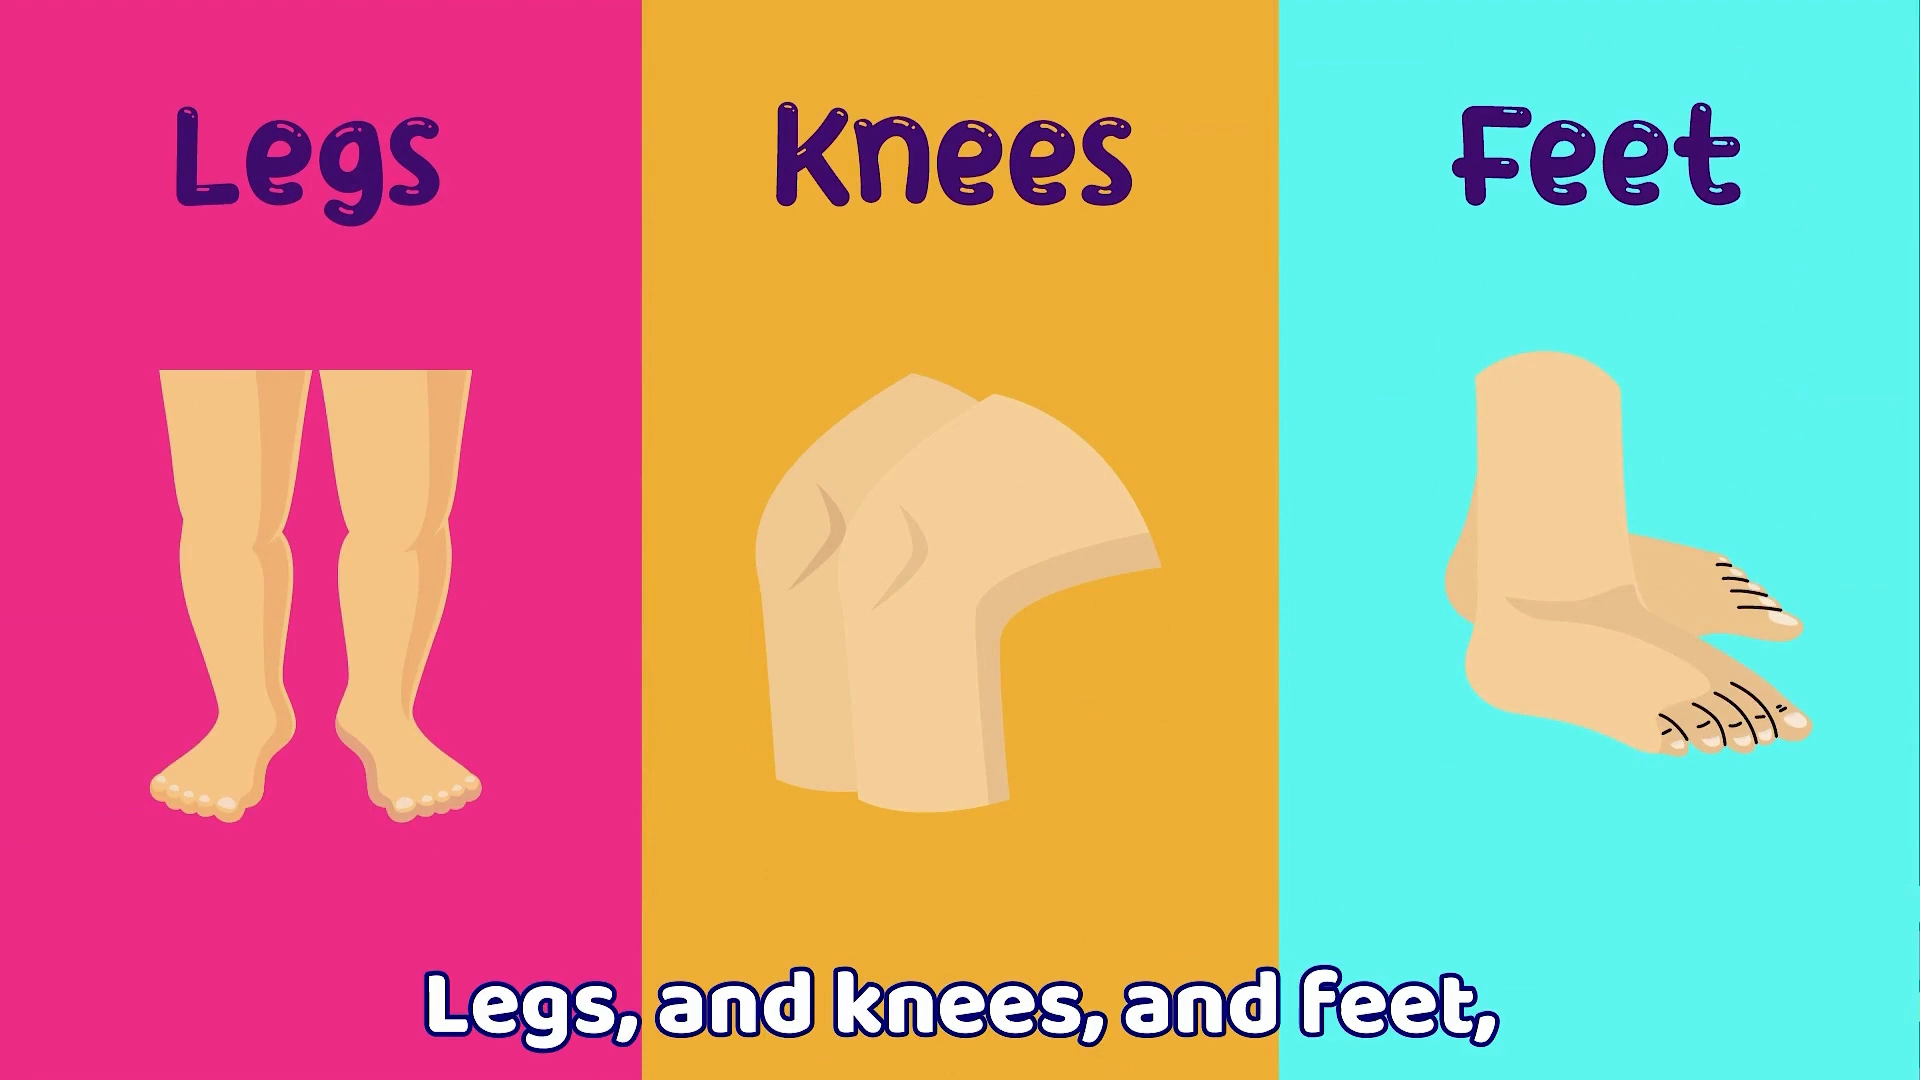 Legs
Knees
Feet
Legs, and knees, and feet,